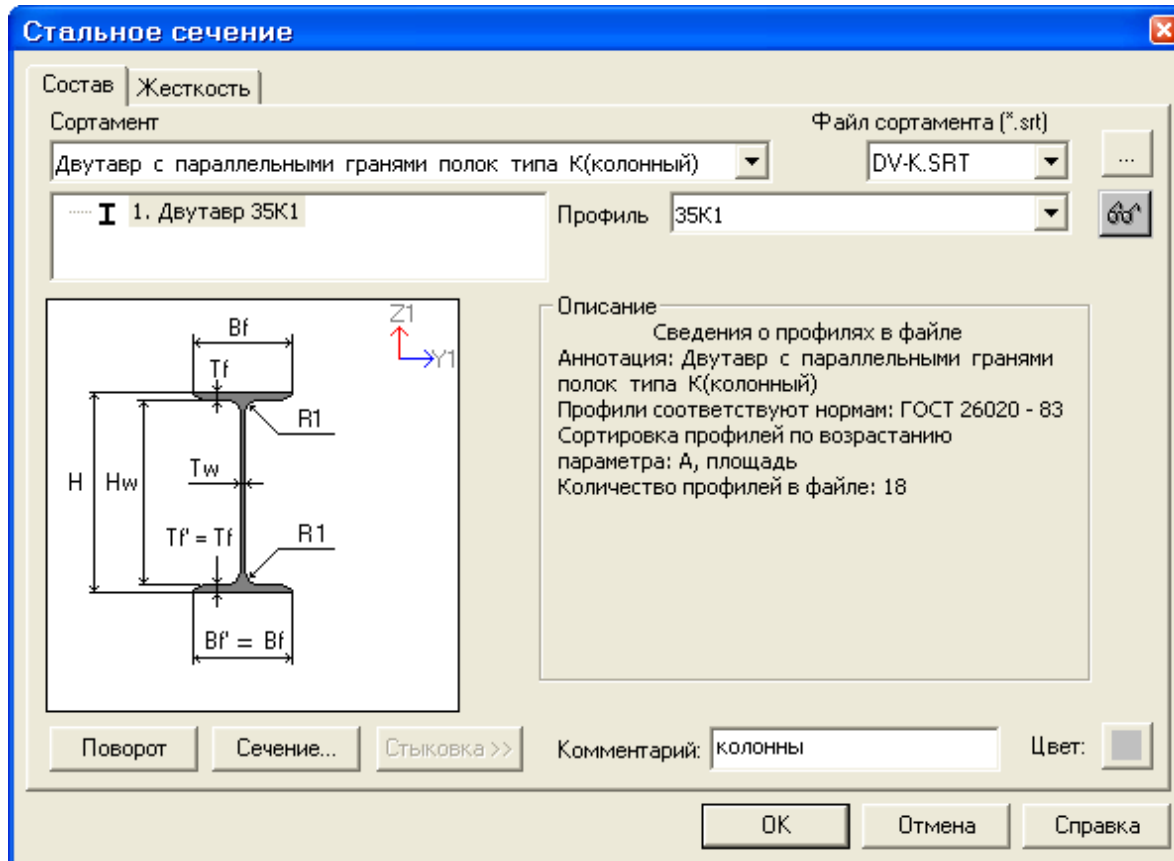 Стальное сечение
Состав
Жесткость
Сортамент
Файл сортамента (*.srt)
Двутавр с параллельными гранями полок типа К(колонный)
DV-K.SRT
...
1. Двутавр 35К1
Профиль
35К1
Z1
Y1
Bf
Tf
R1
H
Hw
Tw
Tf' = Tf
R1
Bf' = Bf
Описание
Сведения о профилях в файле
Аннотация: Двутавр с параллельными гранями
полок типа К(колонный)
Профили соответствуют нормам: ГОСТ 26020 - 83
Сортировка профилей по возрастанию
параметра: А, площадь
Количество профилей в файле: 18
Поворот
Сечение...
Стыковка >>
Комментарий:
колонны
Цвет:
OK
Отмена
Справка